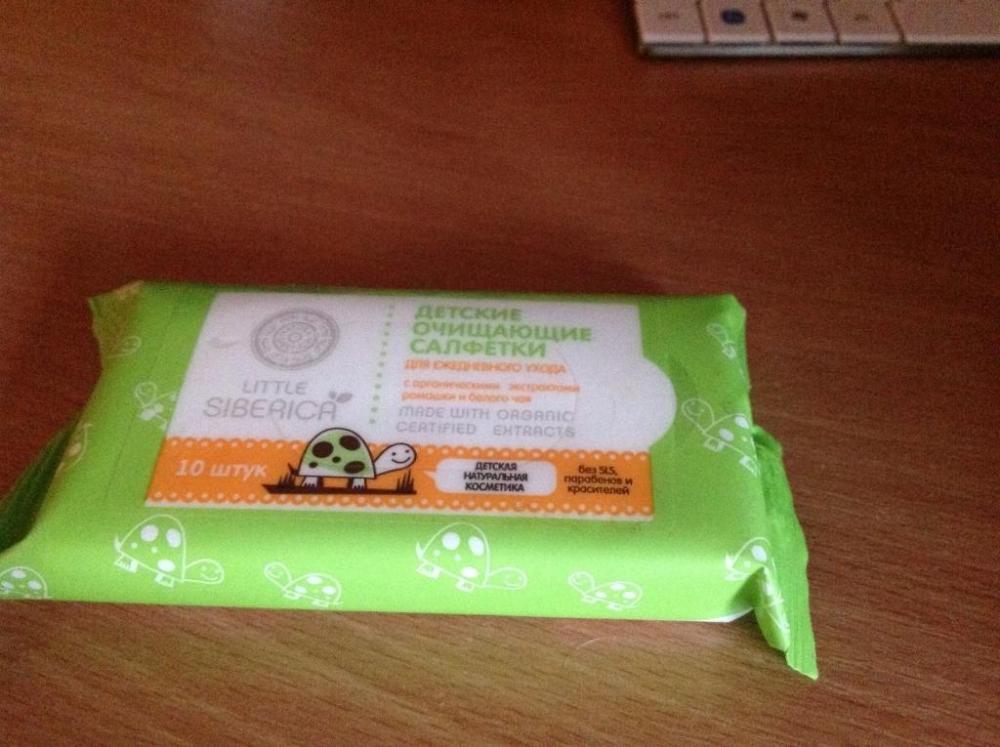 LITTLE
SIBERICA
ДЕТСКИЕ
ОЧИЩАЮЩИЕ
САЛФЕТКИ
ДЛЯ ЕЖЕДНЕВНОГО УХОДА
с органическими экстрактами
ромашки и белого чая
MADE WITH ORGANIC
CERTIFIED EXTRACTS
10 штук
ДЕТСКАЯ
НАТУРАЛЬНАЯ
КОСМЕТИКА
без SLS,
парабенов и
красителей